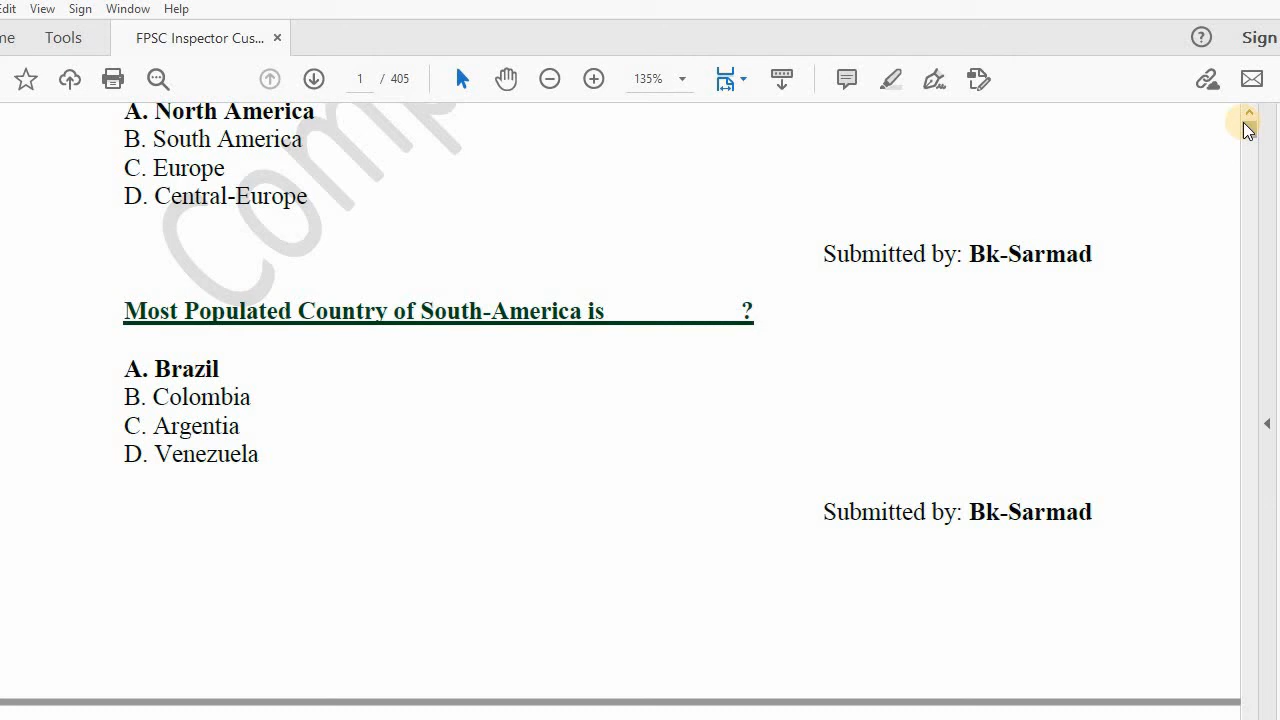 Edit View Sign Window Help
Tools FPSC Inspector Cus... × ? Sign
1 / 405 135%
A. North America
B. South America
C. Europe
D. Central-Europe
Submitted by: Bk-Sarmad
Most Populated Country of South-America is __________?
A. Brazil
B. Colombia
C. Argentia
D. Venezuela
Submitted by: Bk-Sarmad